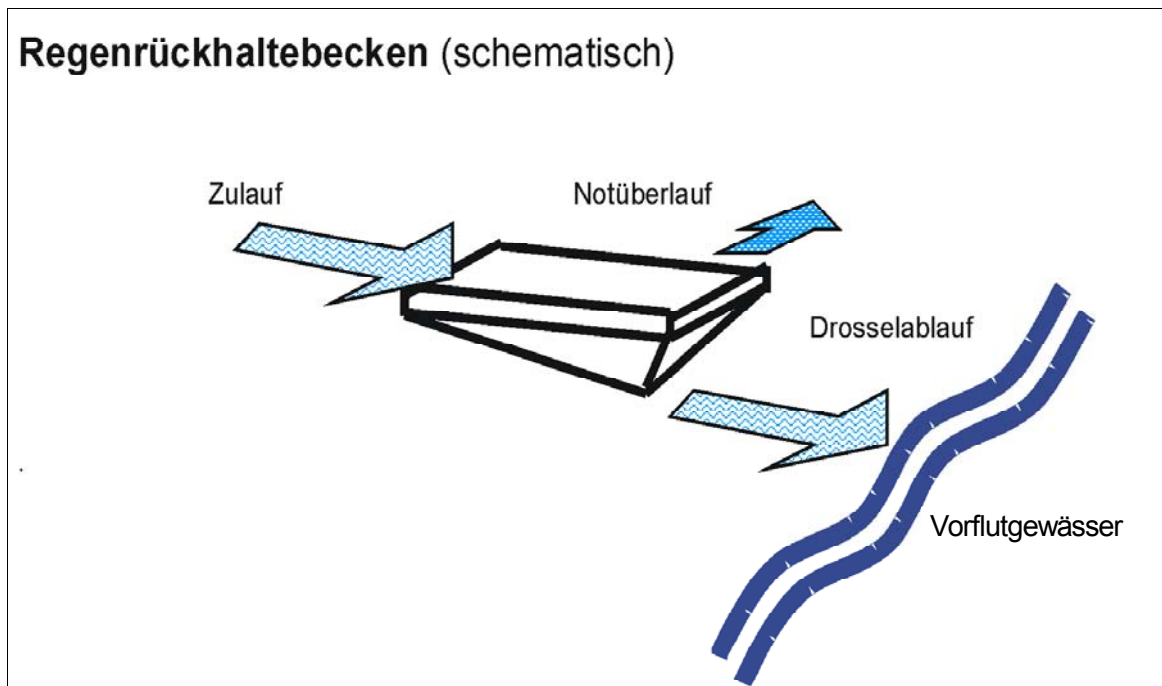 Regenrückhaltebecken (schematisch)
Zulauf
Notüberlauf
Drosselablauf
Vorflutgewässer